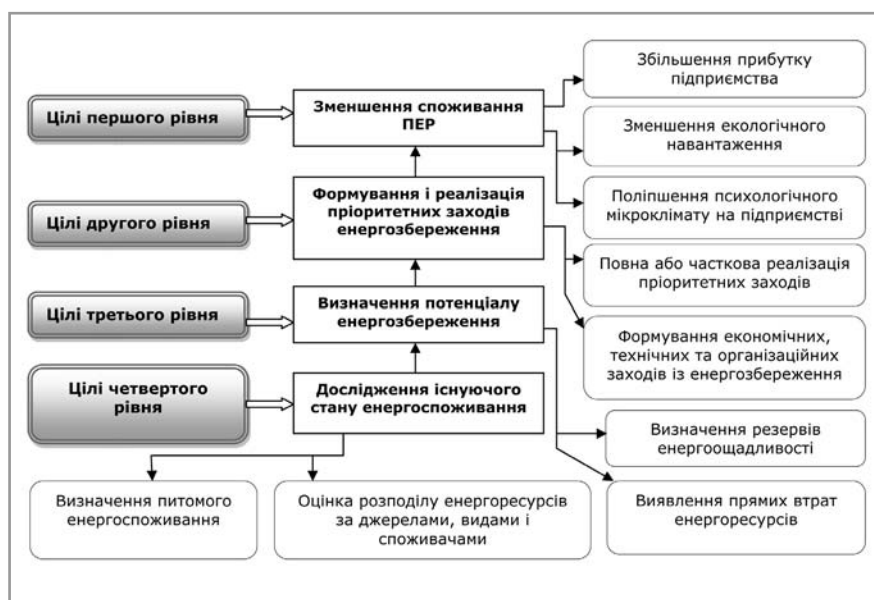 Цілі першого рівня
Зменшення споживання
ПЕР
Збільшення прибутку
підприємства
Зменшення екологічного
навантаження
Поліпшення психологічного
мікроклімату на підприємстві
Цілі другого рівня
Формування і реалізація
пріоритетних заходів
енергозбереження
Повна або часткова реалізація
пріоритетних заходів
Формування економічних,
технічних та організаційних
заходів із енергозбереження
Цілі третього рівня
Визначення потенціалу
енергозбереження
Визначення резервів
енергоощадливості
Виявлення прямих втрат
енергоресурсів
Цілі четвертого
рівня
Дослідження існуючого
стану енергоспоживання
Визначення питомого
енергоспоживання
Оцінка розподілу енергоресурсів
за джерелами, видами і
споживачами